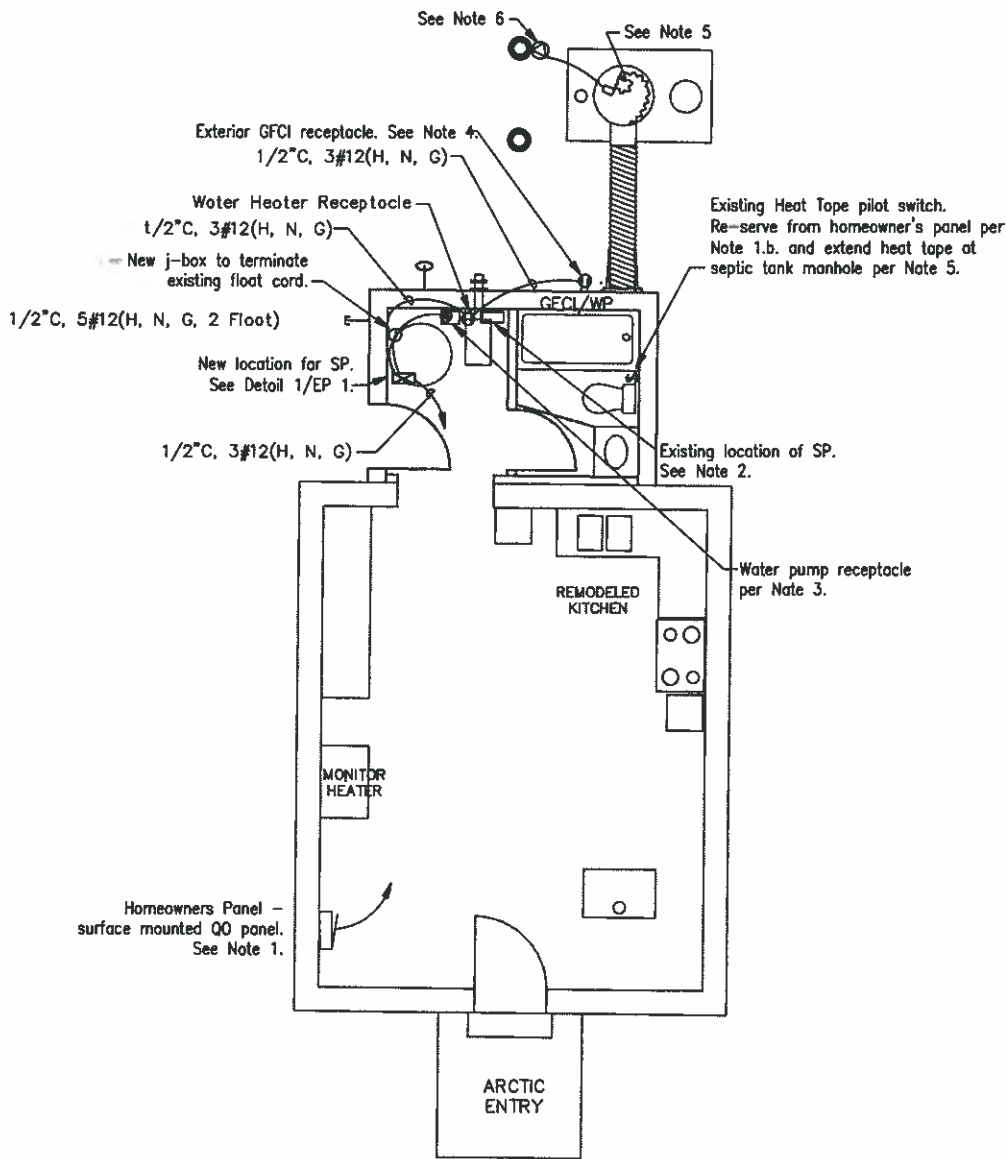 See Note 6
See Note 5
Exterior GFCI receptacle. See Note 4.
1/2"C, 3#12(H, N, G)
Woter Heoter Receptocle
t/2"C, 3#12(H, N, G)
New j-box to terminate
existing float cord.
1/2"C, 5#12(H, N, G, 2 Floot)
New location for SP.
See Detoil 1/EP 1.
1/2"C, 3#12(H, N, G)
Existing Heat Tope pilot switch.
Re-serve from homeowner's panel per
Note 1.b. and extend heat tape at
septic tank manhole per Note 5.
GFCI/WP
E
Existing location of SP.
See Note 2.
Water pump receptacle
per Nate 3.
REMODELED
KITCHEN
MONITOR
HEATER
Homeowners Panel –
surface mounted QO panel.
See Note 1.
ARCTIC
ENTRY